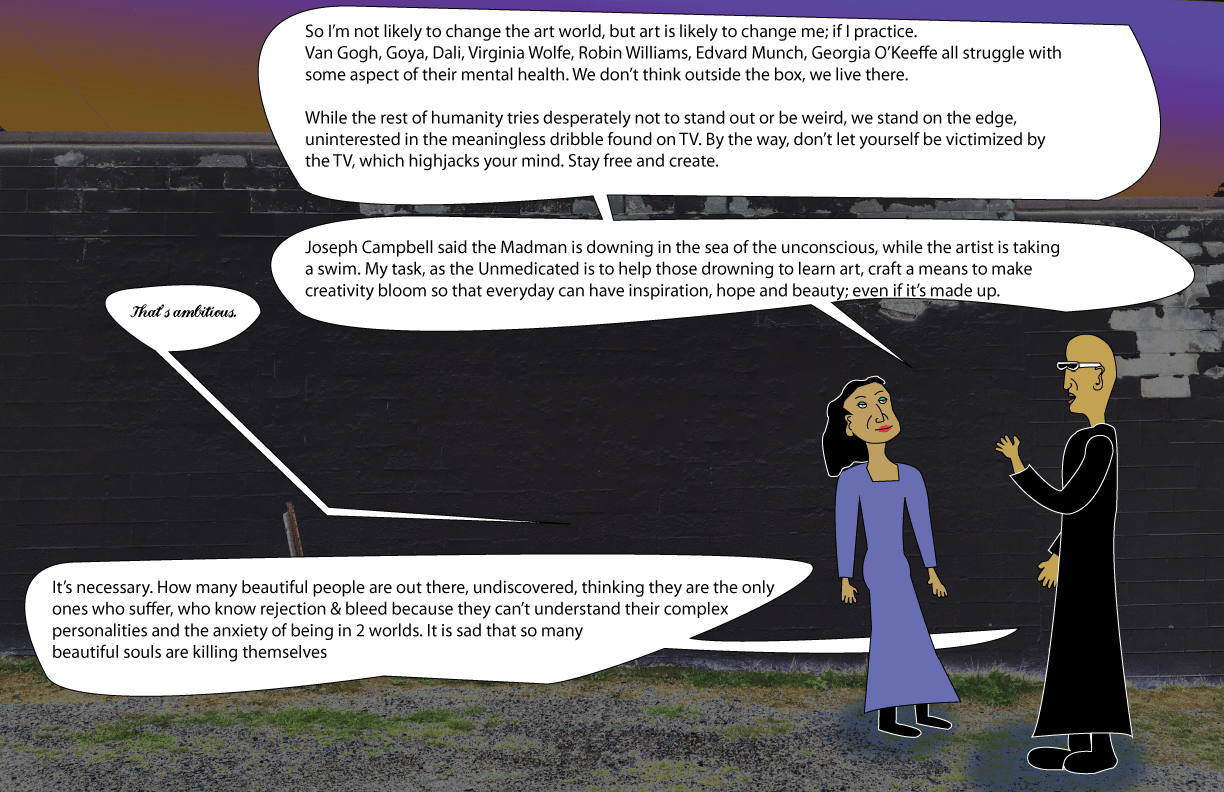 So I'm not likely to change the art world, but art is likely to change me; if I practice.
Van Gogh, Goya, Dali, Virginia Wolfe, Robin Williams, Edvard Munch, Georgia O'Keeffe all struggle with
some aspect of their mental health. We don't think outside the box, we live there.
While the rest of humanity tries desperately not to stand out or be weird, we stand on the edge,
uninterested in the meaningless dribble found on TV. By the way, don't let yourself be victimized by
the TV, which highjacks your mind. Stay free and create.
Joseph Campbell said the Madman is downing in the sea of the unconscious, while the artist is taking
a swim. My task, as the Unmedicated is to help those drowning to learn art, craft a means to make
creativity bloom so that everyday can have inspiration, hope and beauty; even if it's made up.
That's ambitious.
It's necessary. How many beautiful people are out there, undiscovered, thinking they are the only
ones who suffer, who know rejection & bleed because they can't understand their complex
personalities and the anxiety of being in 2 worlds. It is sad that so many
beautiful souls are killing themselves